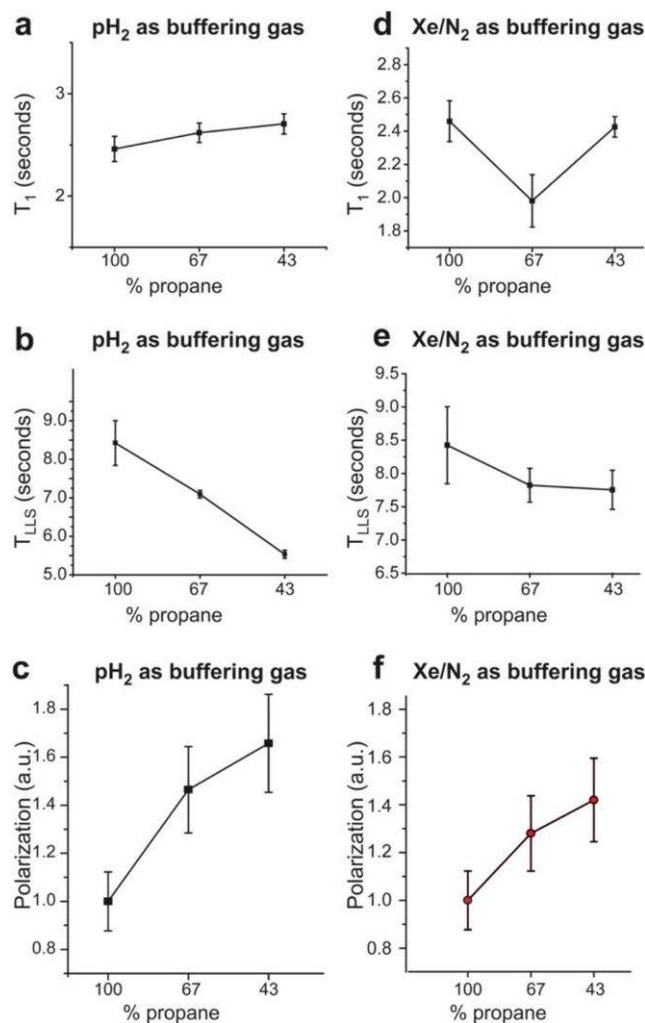 a pH₂ as buffering gas
T₁ (seconds)
3
2
100 67 43
% propane
d Xe/N₂ as buffering gas
T₁ (seconds)
2.8
2.6
2.4
2.2
2.0
1.8
100 67 43
% propane
b pH₂ as buffering gas
T_LLS (seconds)
9.0
8.0
7.0
6.0
5.0
100 67 43
% propane
e Xe/N₂ as buffering gas
T_LLS (seconds)
9.5
9.0
8.5
8.0
7.5
7.0
6.5
100 67 43
% propane
c pH₂ as buffering gas
Polarization (a.u.)
1.8
1.6
1.4
1.2
1.0
0.8
100 67 43
% propane
f Xe/N₂ as buffering gas
Polarization (a.u.)
1.8
1.6
1.4
1.2
1.0
0.8
100 67 43
% propane